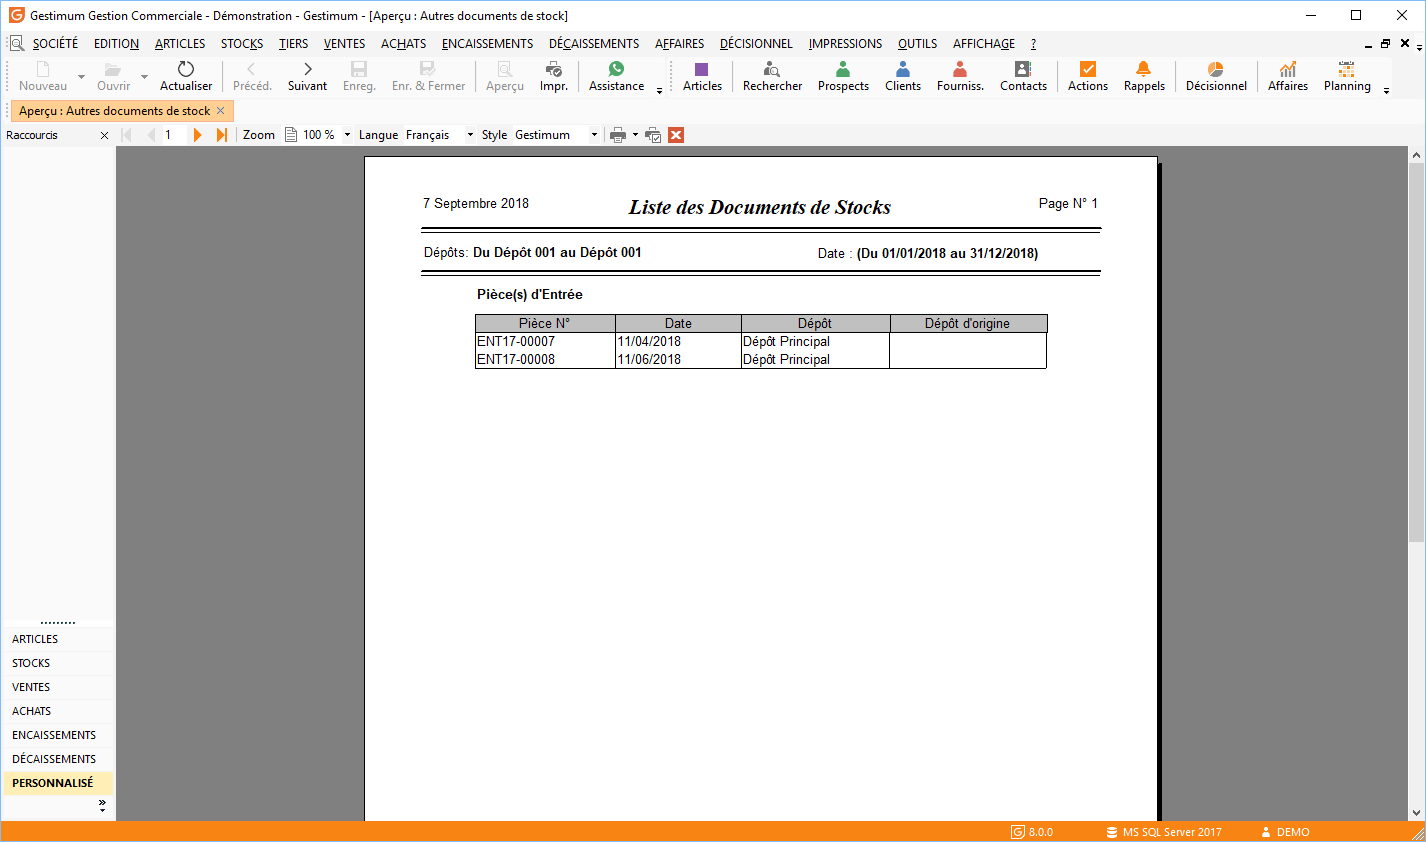 Gestimum Gestion Commerciale - Démonstration - Gestimum - [Aperçu : Autres documents de stock]
SOCIÉTÉ EDITION ARTICLES STOCKS TIERS VENTES ACHATS ENCAISSEMENTS DÉCAISSEMENTS AFFAIRES DÉCISIONNEL IMPRESSIONS OUTILS AFFICHAGE ?
Nouveau Ouvrir Actualiser Précéd. Suivant Enreg. Enr. & Fermer Aperçu Impr. Assistance Articles Rechercher Prospects Clients Fourniss. Contacts Actions Rappels Décisionnel Affaires Planning
Aperçu : Autres documents de stock
Raccourcis 1 Zoom 100 % Langue Français Style Gestimum
7 Septembre 2018 Liste des Documents de Stocks Page N° 1
Dépôts: Du Dépôt 001 au Dépôt 001 Date : (Du 01/01/2018 au 31/12/2018)
Pièce(s) d'Entrée
Pièce N° Date Dépôt Dépôt d'origine
ENT17-00007 11/04/2018 Dépôt Principal
ENT17-00008 11/06/2018 Dépôt Principal
ARTICLES
STOCKS
VENTES
ACHATS
ENCAISSEMENTS
DÉCAISSEMENTS
PERSONNALISÉ
8.0.0 MS SQL Server 2017 DEMO